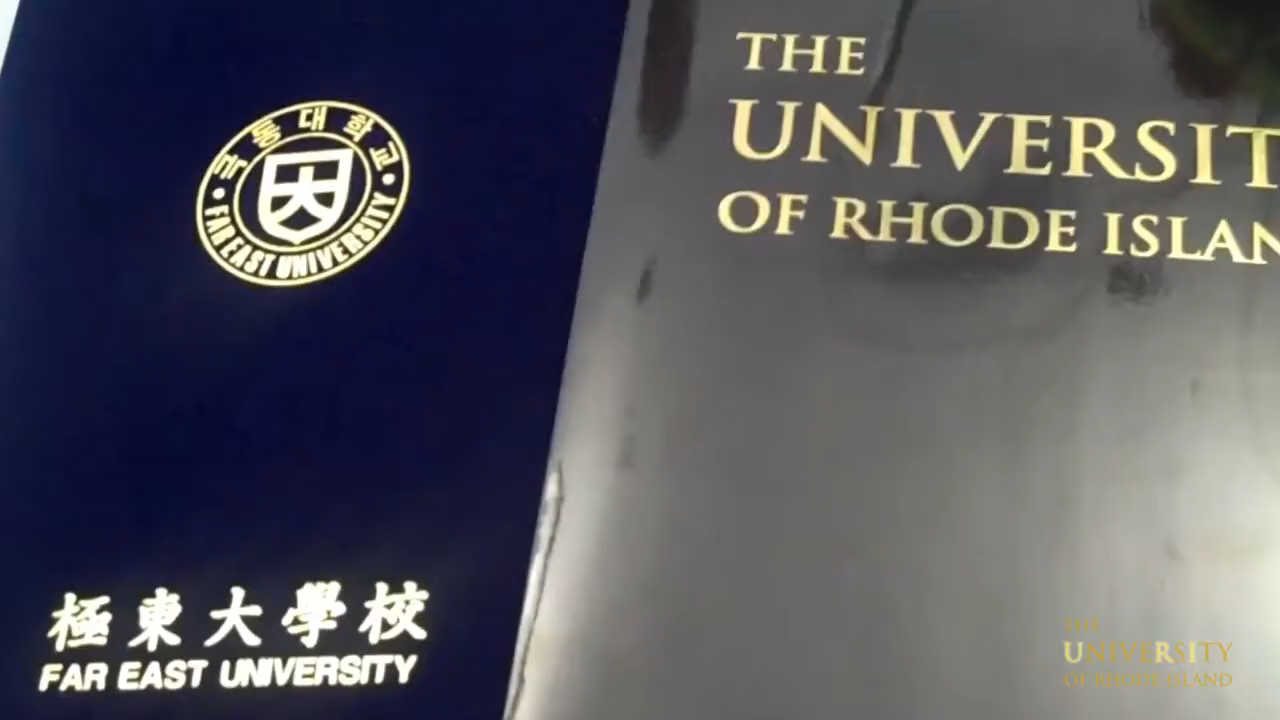 극동대학교
FAR EAST UNIVERSITY
極東大學校
FAR EAST UNIVERSITY
THE
UNIVERSIT
OF RHODE ISLAN
THE
UNIVERSITY
OF RHODE ISLAND